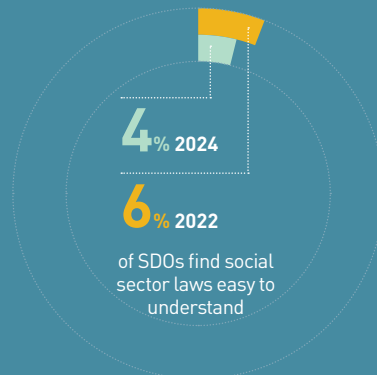 4% 2024
6% 2022
of SDOs find social
sector laws easy to
understand